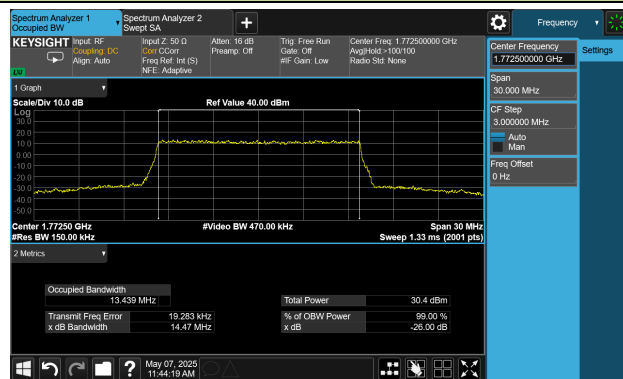 Spectrum Analyzer 1
Occupied BW
Spectrum Analyzer 2
Swept SA
+
Frequency
KEYSIGHT
Input: RF
Coupling: DC
Align: Auto
Input Z: 50 Ω
Corr CCorr
Freq Ref: Int (S)
NFE: Adaptive
Atten: 16 dB
Preamp: Off
Trig: Free Run
Gate: Off
#IF Gain: Low
Center Freq: 1.772500000 GHz
Avg|Hold:>100/100
Radio Std: None
LXI
Center Frequency
1.772500000 GHz
Settings
Span
30.000 MHz
CF Step
3.000000 MHz
Auto
Man
Freq Offset
0 Hz
1 Graph
Scale/Div 10.0 dB
Ref Value 40.00 dBm
Log
30.0
20.0
10.0
0.00
-10.0
-20.0
-30.0
-40.0
-50.0
Center 1.77250 GHz
#Video BW 470.00 kHz
Span 30 MHz
#Res BW 150.00 kHz
Sweep 1.33 ms (2001 pts)
2 Metrics
Occupied Bandwidth
13.439 MHz
Total Power 30.4 dBm
Transmit Freq Error 19.283 kHz
% of OBW Power 99.00 %
x dB Bandwidth 14.47 MHz
x dB -26.00 dB
?
May 07, 2025
11:44:19 AM